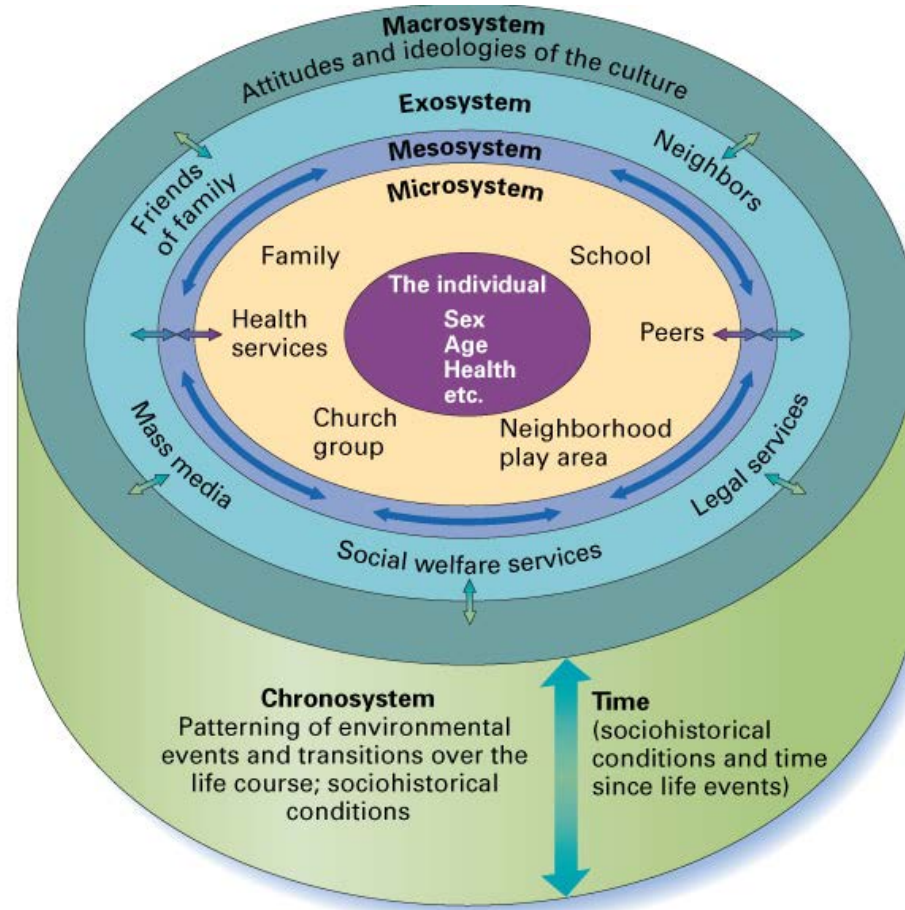 Macrosystem
Attitudes and ideologies of the culture
Exosystem
Mesosystem
Microsystem
Friends
of family
Neighbors
Family
School
The individual
Sex
Age
Health
etc.
Health
services
Peers
Church
group
Neighborhood
play area
Mass media
Legal services
Social welfare services
Chronosystem
Patterning of environmental
events and transitions over the
life course; sociohistorical
conditions
Time
(sociohistorical
conditions and time
since life events)